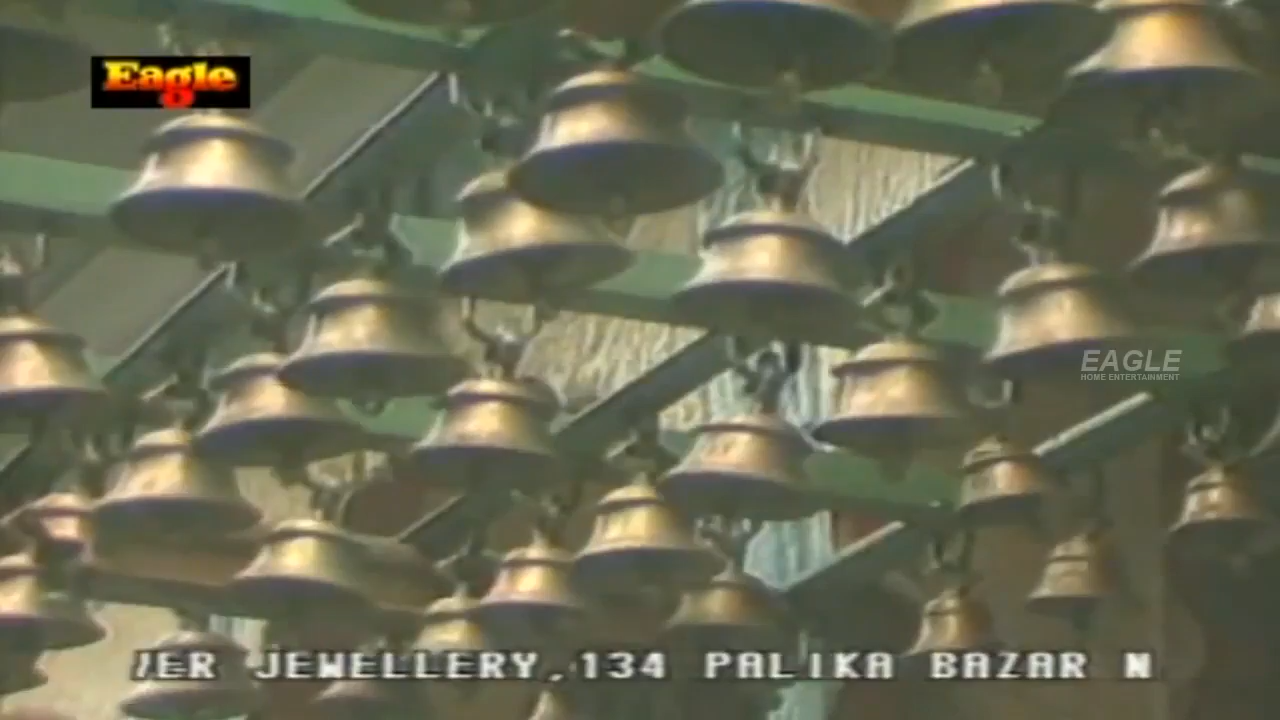 Eagle
EAGLE
HOME ENTERTAINMENT
JEWELLERY,134 PALIKA BAZAR N